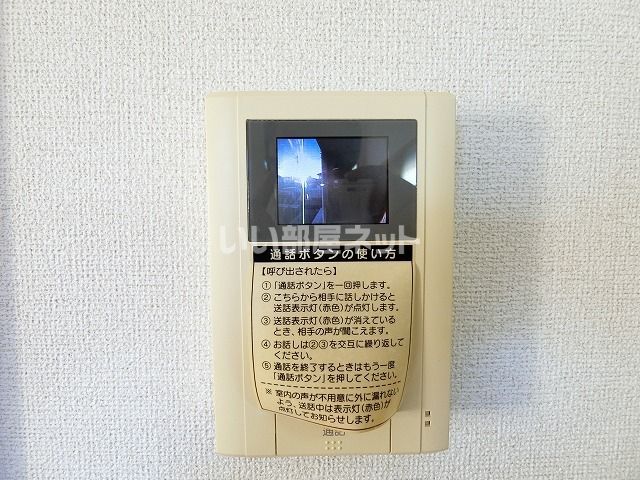 いい部屋ネット
通話ボタンの使い方
【呼び出されたら】
①「通話ボタン」を一回押します。
②こちらから相手に話しかけると
送話表示灯(赤色)が点灯します。
③送話表示灯(赤色)が消えている
とき、相手の声が聞こえます。
④お話しは②③を交互に繰り返して
ください。
⑤通話を終了するときはもう一度
「通話ボタン」を押してください。
※室内の声が不用意に外に漏れない
よう、送話中は表示灯(赤色)が
点灯してお知らせします。
通話